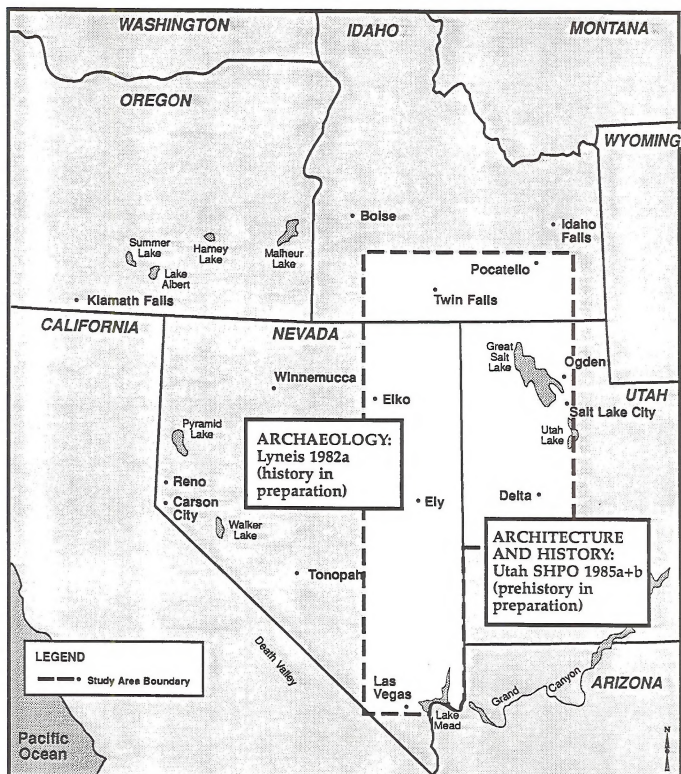 WASHINGTON
IDAHO
MONTANA
OREGON
WYOMING
Boise
Idaho
Falls
Summer
Lake
Harney
Lake
Malheur
Lake
Lake
Albert
Pocatello
Twin Falls
Klamath Falls
CALIFORNIA
NEVADA
Great
Salt
Lake
Ogden
UTAH
Winnemucca
Elko
Salt Lake City
Pyramid
Lake
Utah
Lake
ARCHAEOLOGY:
Lyneis 1982a
(history in
preparation)
Reno
Carson
City
Ely
Delta
Walker
Lake
ARCHITECTURE
AND HISTORY:
Utah SHPO 1985a+b
(prehistory in
preparation)
Tonopah
LEGEND
Study Area Boundary
Death Valley
Las
Vegas
Lake
Mead
Grand Canyon
ARIZONA
Pacific
Ocean
N